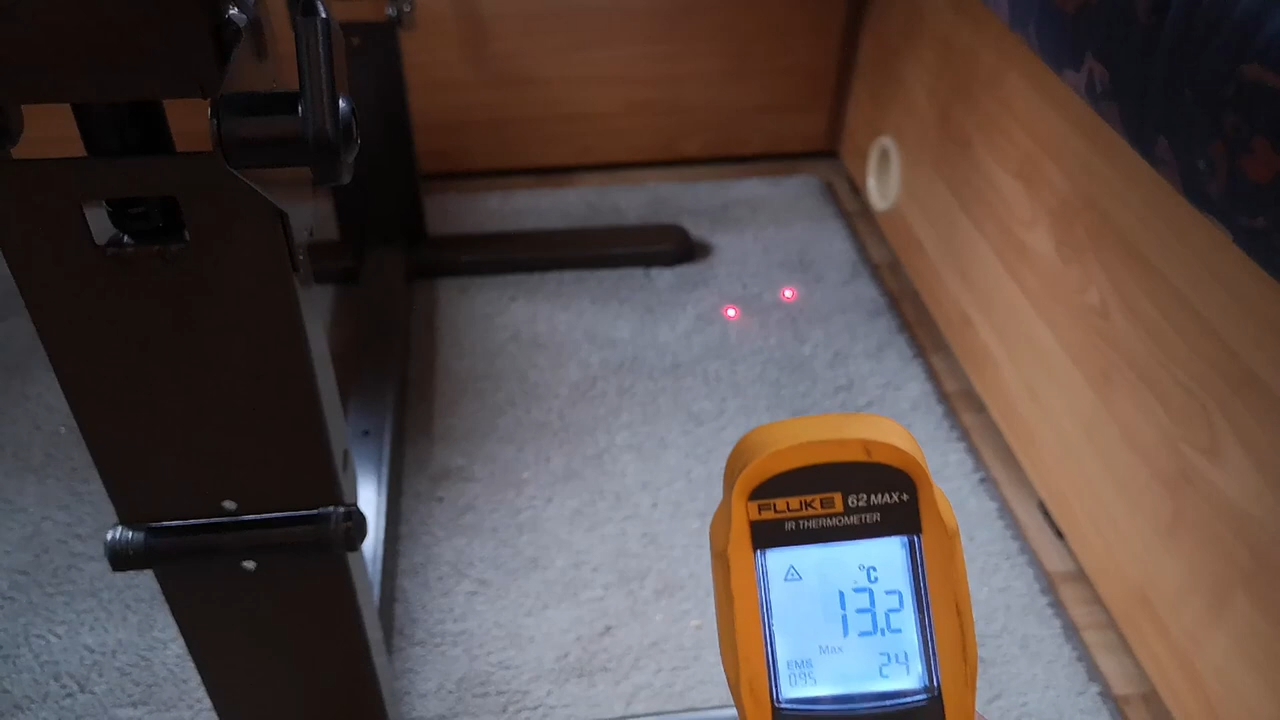 FLUKE 62 MAX+
IR THERMOMETER
°C
13.2
Max
EMS 24
0.95